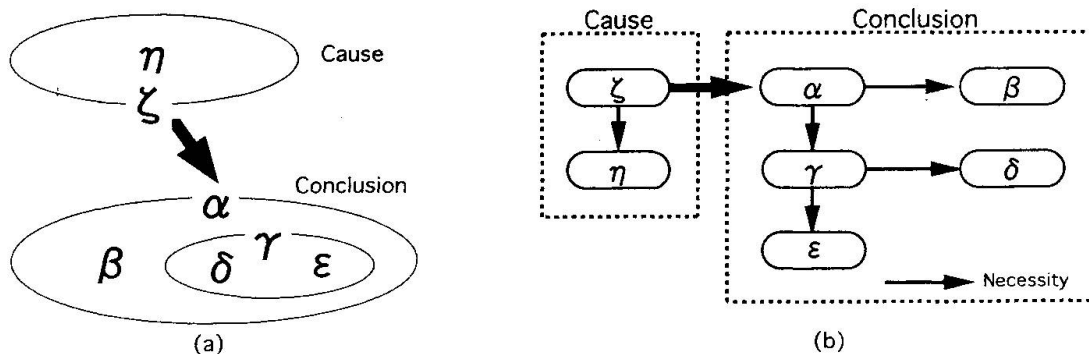 η
Cause
ζ
Conclusion
α
γ
β
δ
ε
(a)
Cause
Conclusion
ζ
α
β
η
γ
δ
ε
Necessity
(b)